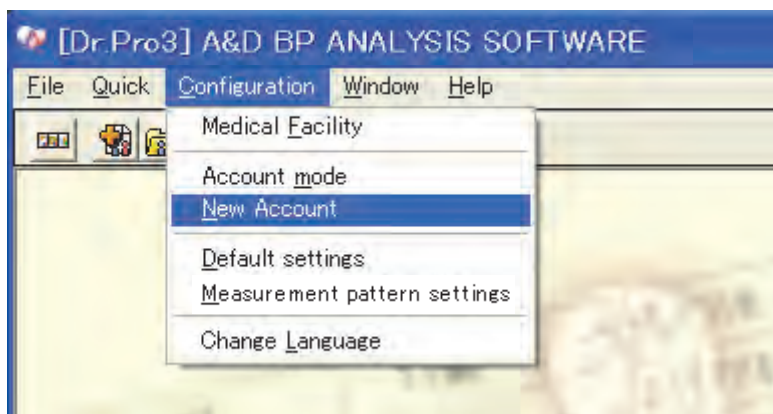 [Dr.Pro3] A&D BP ANALYSIS SOFTWARE
File Quick Configuration Window Help
Medical Facility
Account mode
New Account
Default settings
Measurement pattern settings
Change Language